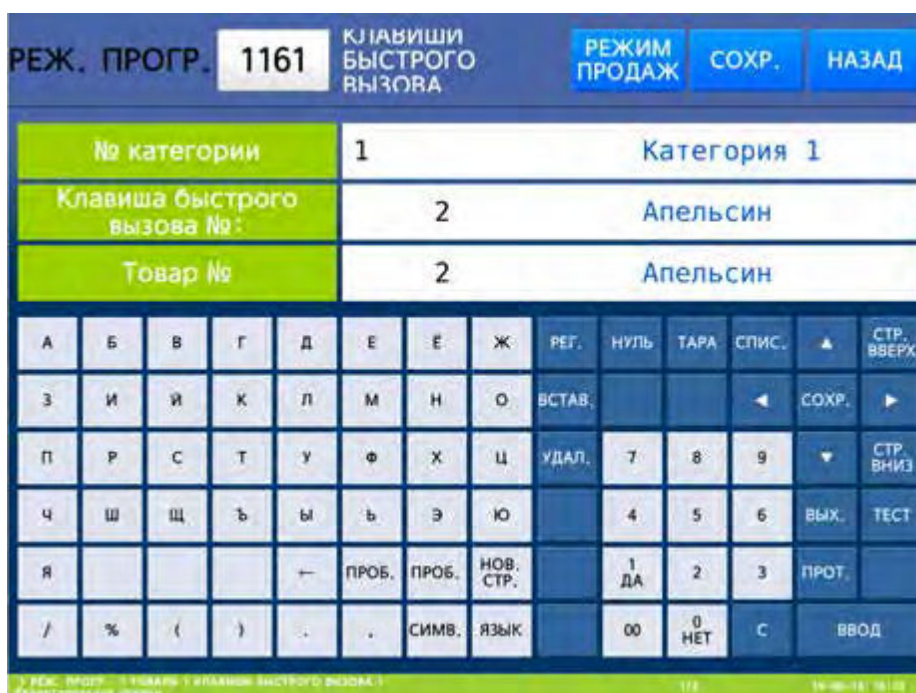 РЕЖ. ПРОГР. 1161 КЛАВИШИ БЫСТРОГО ВЫЗОВА РЕЖИМ ПРОДАЖ СОХР. НАЗАД
№ категории 1 Категория 1
Клавиша быстрого вызова №: 2 Апельсин
Товар № 2 Апельсин
А Б В Г Д Е Ё Ж РЕГ. НУЛЬ ТАРА СПИС. ▲ СТР. ВВЕРХ
З И Й К Л М Н О ВСТАВ. ◀ СОХР. ▶
П Р С Т У Ф Х Ц УДАЛ. 7 8 9 ▼ СТР. ВНИЗ
Ч Ш Щ Ъ Ы Ь Э Ю 4 5 6 ВЫХ. ТЕСТ
Я ← ПРОБ. ПРОБ. НОВ. СТР. 1 ДА 2 3 ПРОТ.
/ % ( ) . . СИМВ. ЯЗЫК 00 0 НЕТ C ВВОД